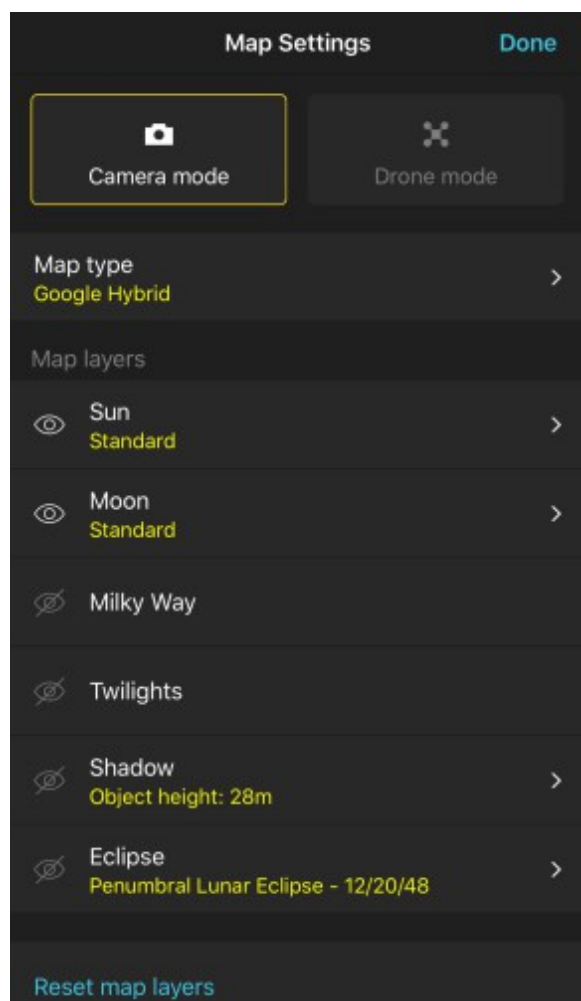 Map Settings Done
Camera mode Drone mode
Map type
Google Hybrid
Map layers
Sun
Standard
Moon
Standard
Milky Way
Twilights
Shadow
Object height: 28m
Eclipse
Penumbral Lunar Eclipse - 12/20/48
Reset map layers